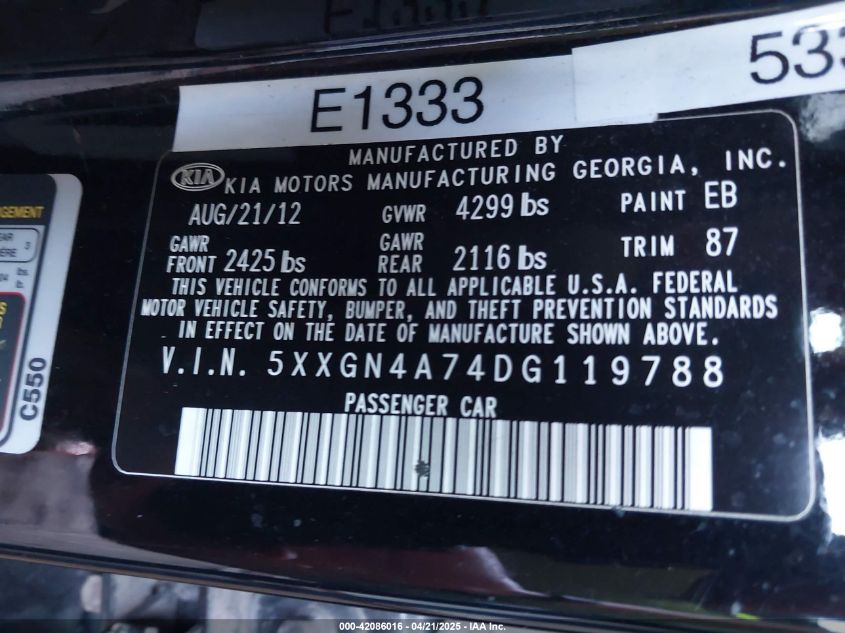 E1333
533
MANUFACTURED BY
KIA KIA MOTORS MANUFACTURING GEORGIA, INC.
AUG/21/12 GVWR 4299 lbs PAINT EB
GAWR FRONT 2425 lbs GAWR REAR 2116 lbs TRIM 87
THIS VEHICLE CONFORMS TO ALL APPLICABLE U.S.A. FEDERAL
MOTOR VEHICLE SAFETY, BUMPER, AND THEFT PREVENTION STANDARDS
IN EFFECT ON THE DATE OF MANUFACTURE SHOWN ABOVE.
V.I.N. 5XXGN4A74DG119788
PASSENGER CAR
C550
000-42086016 - 04/21/2025 - IAA Inc.